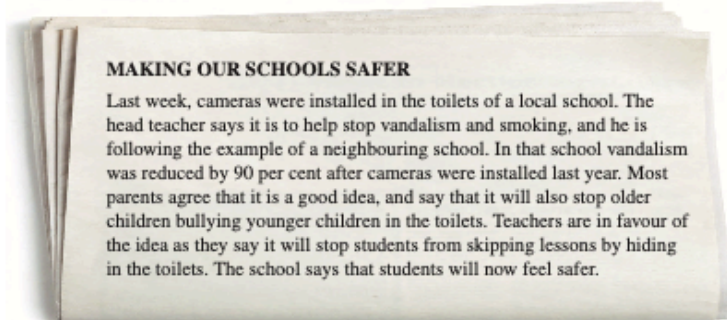 MAKING OUR SCHOOLS SAFER
Last week, cameras were installed in the toilets of a local school. The
head teacher says it is to help stop vandalism and smoking, and he is
following the example of a neighbouring school. In that school vandalism
was reduced by 90 per cent after cameras were installed last year. Most
parents agree that it is a good idea, and say that it will also stop older
children bullying younger children in the toilets. Teachers are in favour of
the idea as they say it will stop students from skipping lessons by hiding
in the toilets. The school says that students will now feel safer.